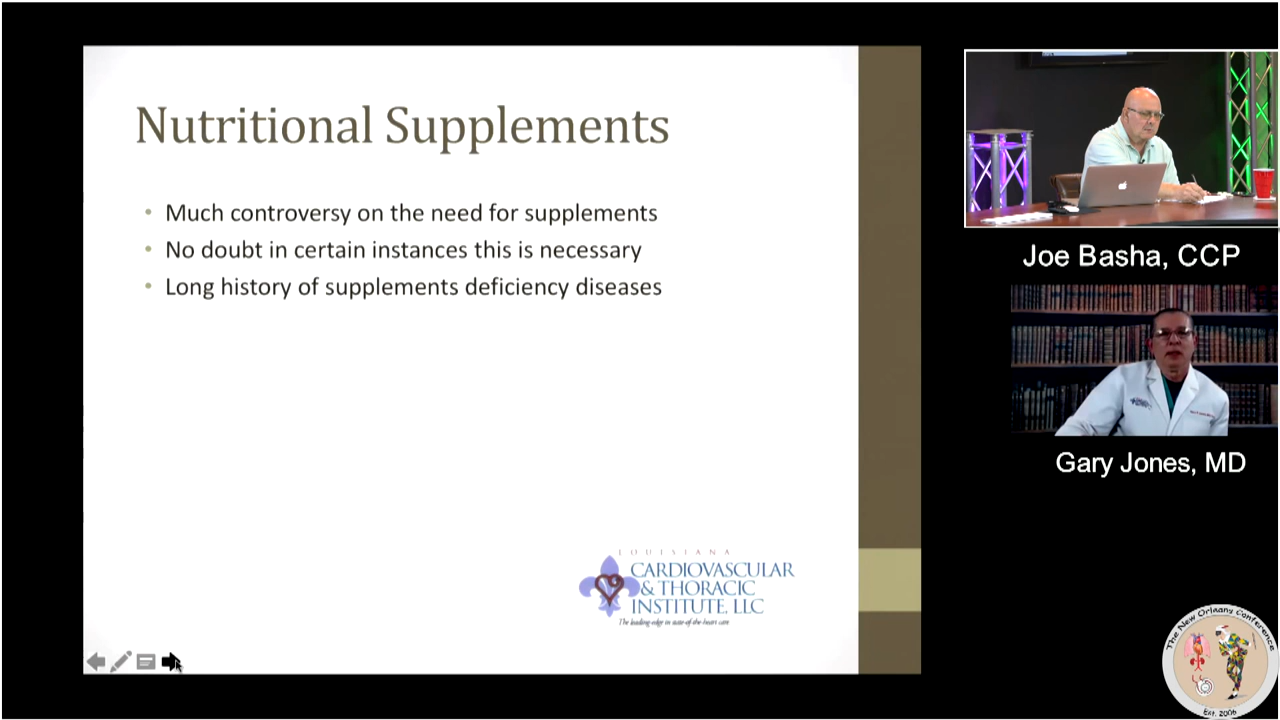 Nutritional Supplements
• Much controversy on the need for supplements
• No doubt in certain instances this is necessary
• Long history of supplements deficiency diseases
LOUISIANA
CARDIOVASCULAR
& THORACIC
INSTITUTE, LLC
The leading edge in state-of-the-heart care
Joe Basha, CCP
Gary Jones, MD
The New Orlaany Conference
Est. 2006